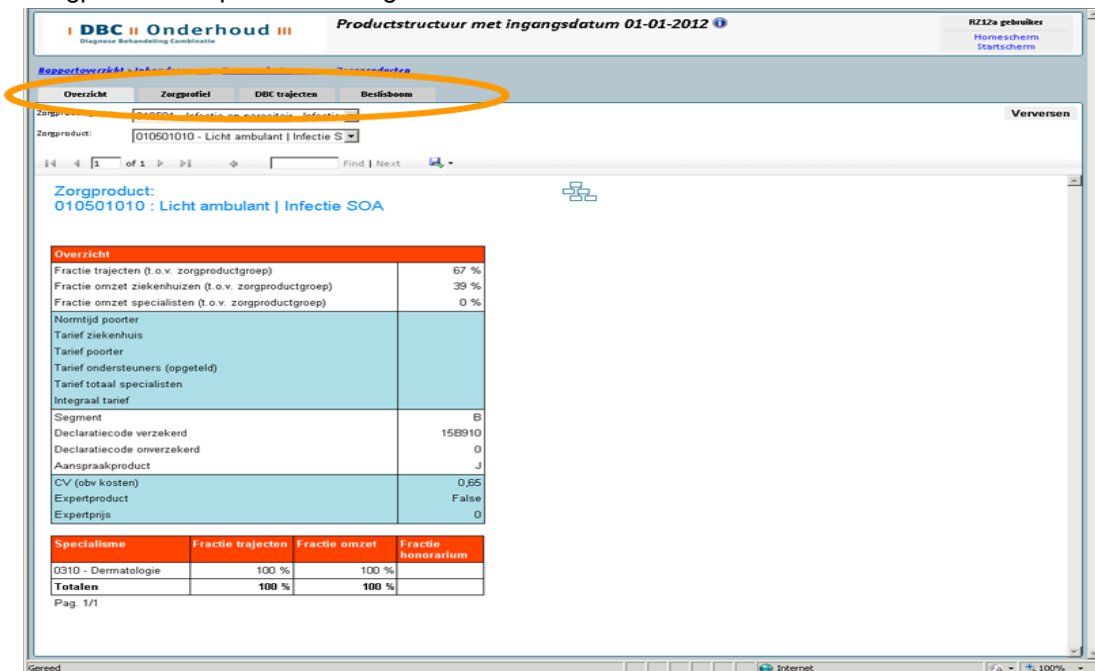 DBC Onderhoud
Diagnose Behandeling Combinatie
Productstructuur met ingangsdatum 01-01-2012
RZ12a gebruiker
Homescherm
Startscherm
Rapportoverzicht >
Overzicht Zorgprofiel DBC trajecten Beslisboom
Verversen
Zorgproduct: 010501010 - Licht ambulant | Infectie S
1 of 1 Find | Next
Zorgproduct:
010501010 : Licht ambulant | Infectie SOA
Overzicht
Fractie trajecten (t.o.v. zorgproductgroep) 67 %
Fractie omzet ziekenhuizen (t.o.v. zorgproductgroep) 39 %
Fractie omzet specialisten (t.o.v. zorgproductgroep) 0 %
Normtijd poorter
Tarief ziekenhuis
Tarief poorter
Tarief ondersteuners (opgeteld)
Tarief totaal specialisten
Integraal tarief
Segment B
Declaratiecode verzekerd 15B910
Declaratiecode onverzekerd 0
Aanspraakproduct J
CV (obv kosten) 0,65
Expertproduct False
Expertprijs 0
Specialisme Fractie trajecten Fractie omzet Fractie honorarium
0310 - Dermatologie 100 % 100 %
Totalen 100 % 100 %
Pag. 1/1
Gereed Internet 100%